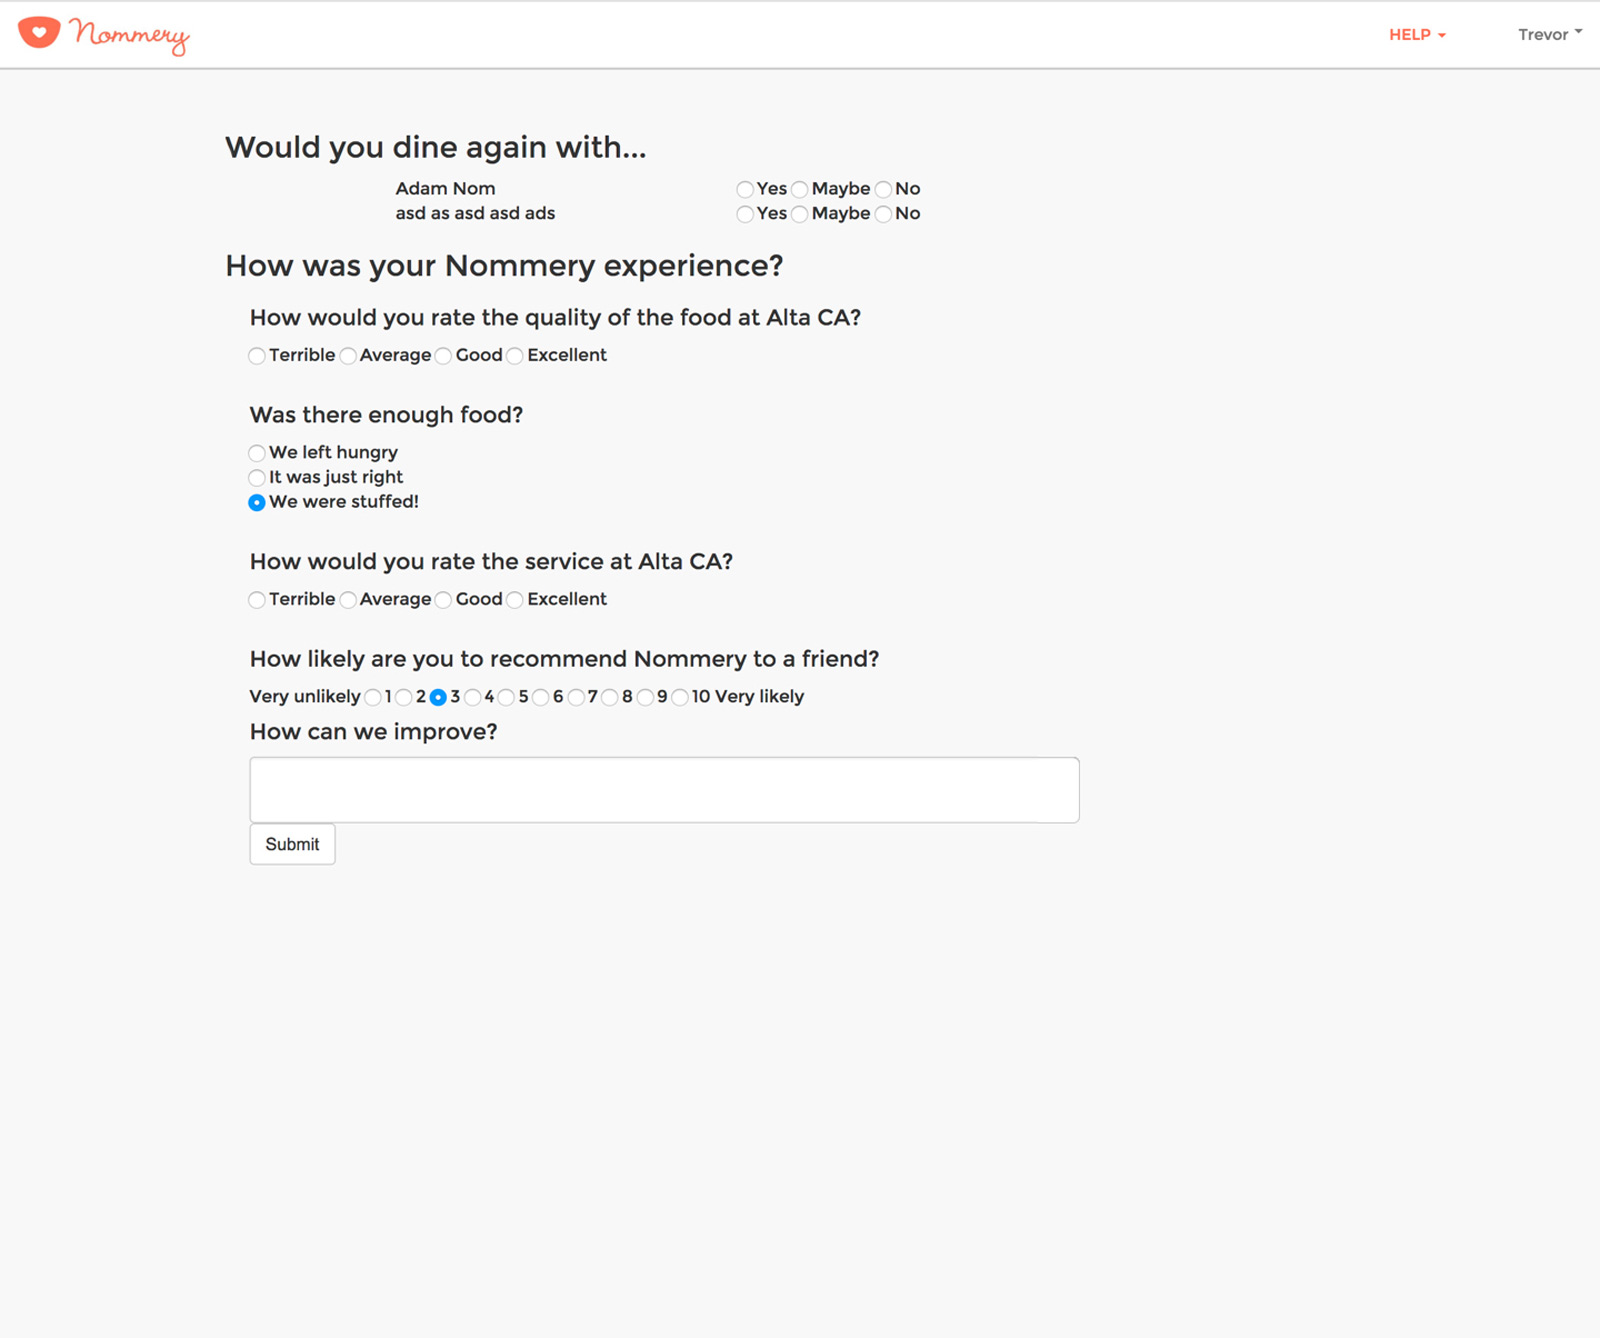 Nommery
HELP
Trevor
Would you dine again with...
Adam Nom Yes Maybe No
asd as asd asd ads Yes Maybe No
How was your Nommery experience?
How would you rate the quality of the food at Alta CA?
Terrible Average Good Excellent
Was there enough food?
We left hungry
It was just right
We were stuffed!
How would you rate the service at Alta CA?
Terrible Average Good Excellent
How likely are you to recommend Nommery to a friend?
Very unlikely 1 2 3 4 5 6 7 8 9 10 Very likely
How can we improve?
Submit